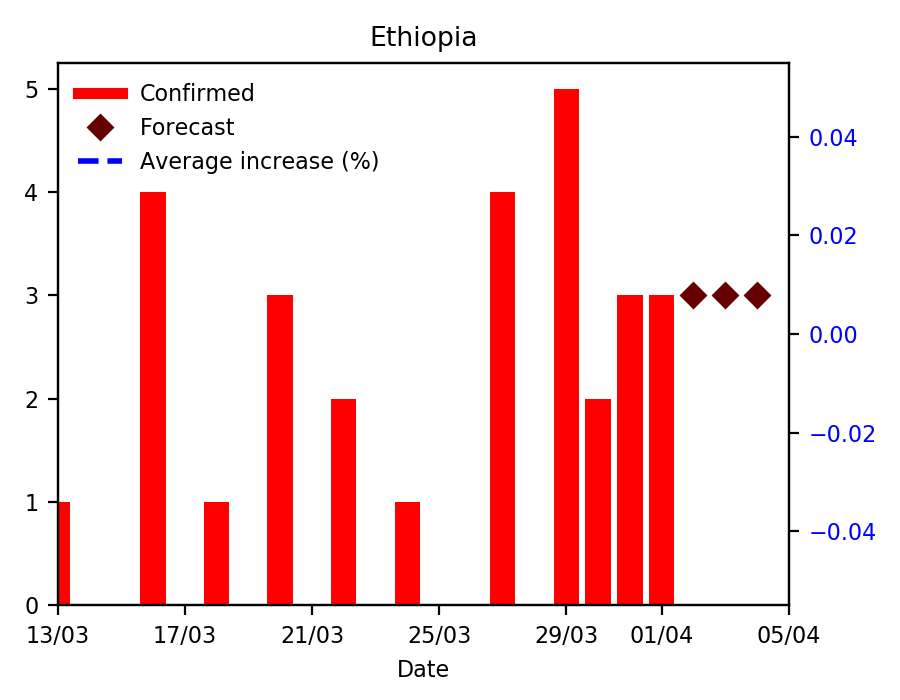 Ethiopia
Confirmed
Forecast
Average increase (%)
5
4
3
2
1
0
0.04
0.02
0.00
−0.02
−0.04
13/03 17/03 21/03 25/03 29/03 01/04 05/04
Date